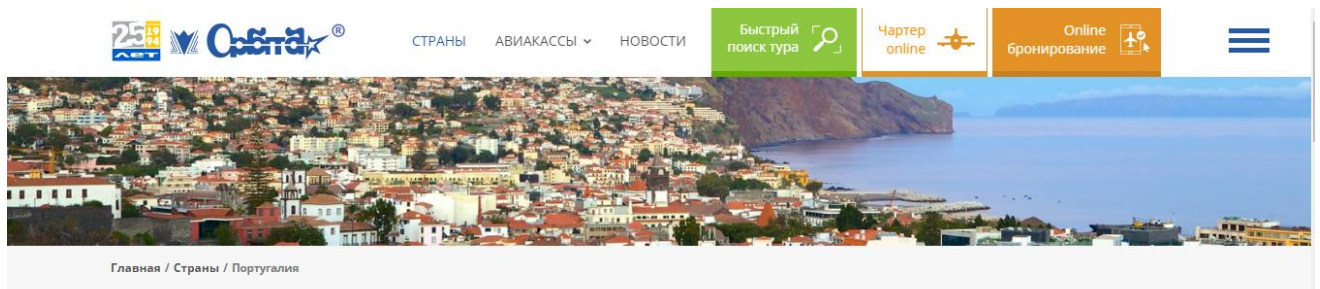 25 1994
ЛЕТ
Орбита®
СТРАНЫ
АВИАКАССЫ
НОВОСТИ
Быстрый
поиск тура
Чартер
online
Online
бронирование
Главная / Страны / Португалия